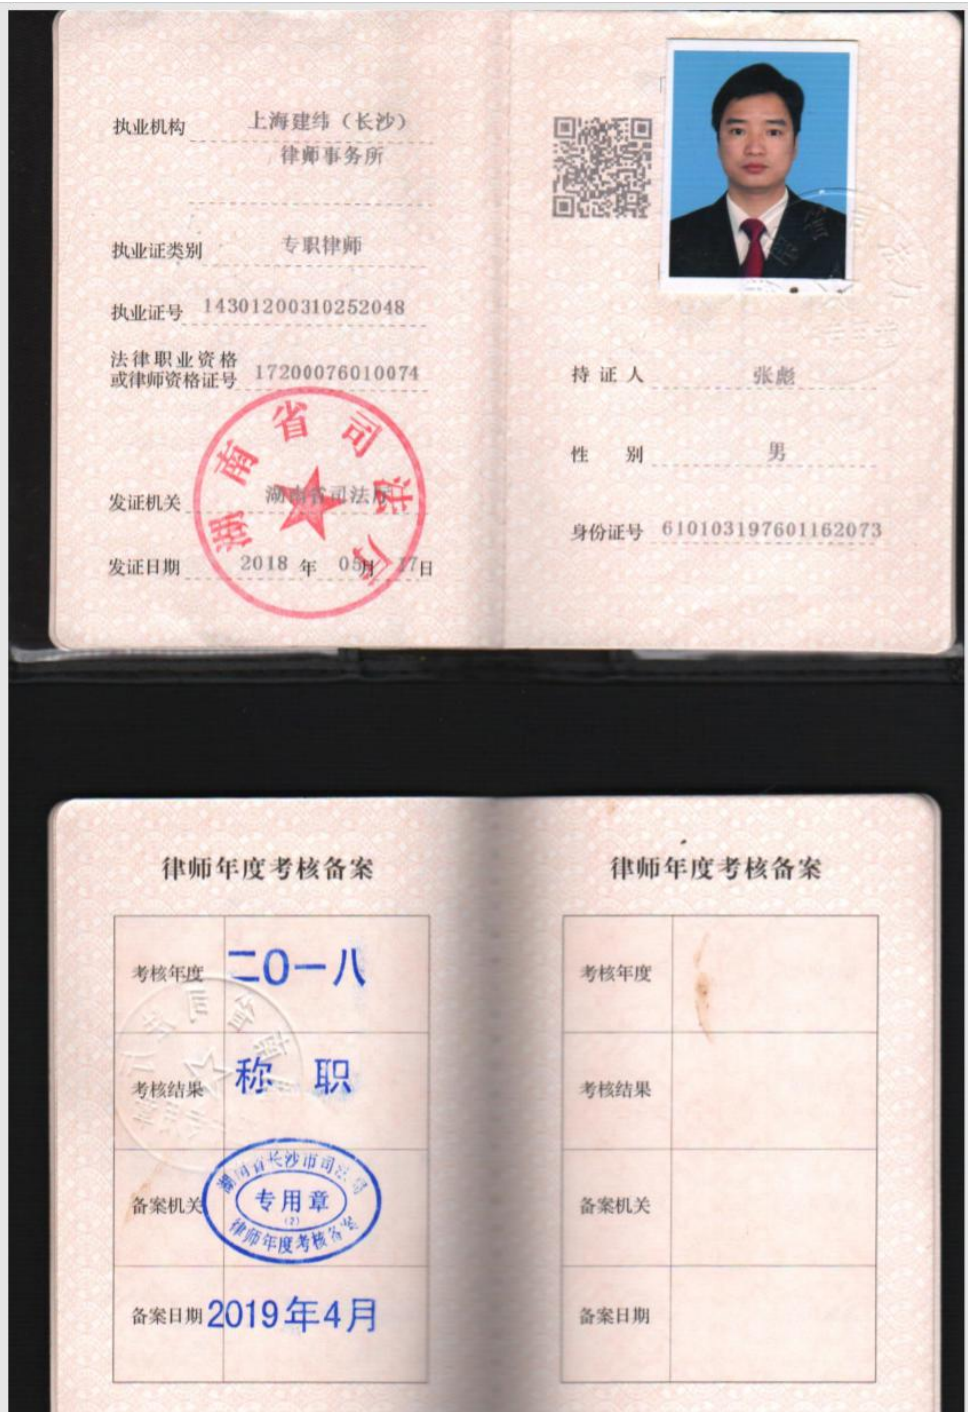 执业机构 上海建纬（长沙）
律师事务所
执业证类别 专职律师
执业证号 14301200310252048
法律职业资格
或律师资格证号 17200076010074
发证机关 湖南省司法厅
发证日期 2018 年 05月 17日
湖南省司法厅
持证人 张彪
性别 男
身份证号 610103197601162073
律师年度考核备案
考核年度 二〇一八
考核结果 称 职
备案机关
湖南省长沙市司法局
专用章
(2)
律师年度考核备案
备案日期 2019年4月
律师年度考核备案
考核年度
考核结果
备案机关
备案日期